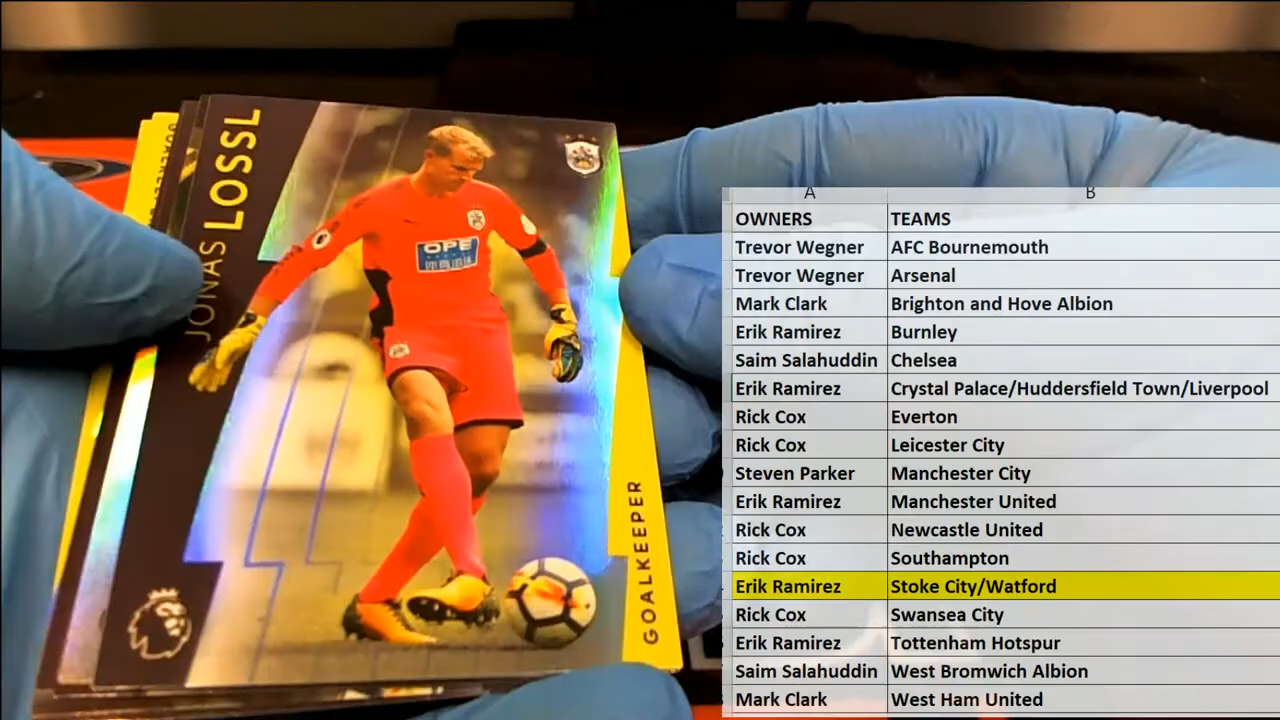 JONAS LOSSL
OPE
GOALKEEPER
A B
OWNERS TEAMS
Trevor Wegner AFC Bournemouth
Trevor Wegner Arsenal
Mark Clark Brighton and Hove Albion
Erik Ramirez Burnley
Saim Salahuddin Chelsea
Erik Ramirez Crystal Palace/Huddersfield Town/Liverpool
Rick Cox Everton
Rick Cox Leicester City
Steven Parker Manchester City
Erik Ramirez Manchester United
Rick Cox Newcastle United
Rick Cox Southampton
Erik Ramirez Stoke City/Watford
Rick Cox Swansea City
Erik Ramirez Tottenham Hotspur
Saim Salahuddin West Bromwich Albion
Mark Clark West Ham United